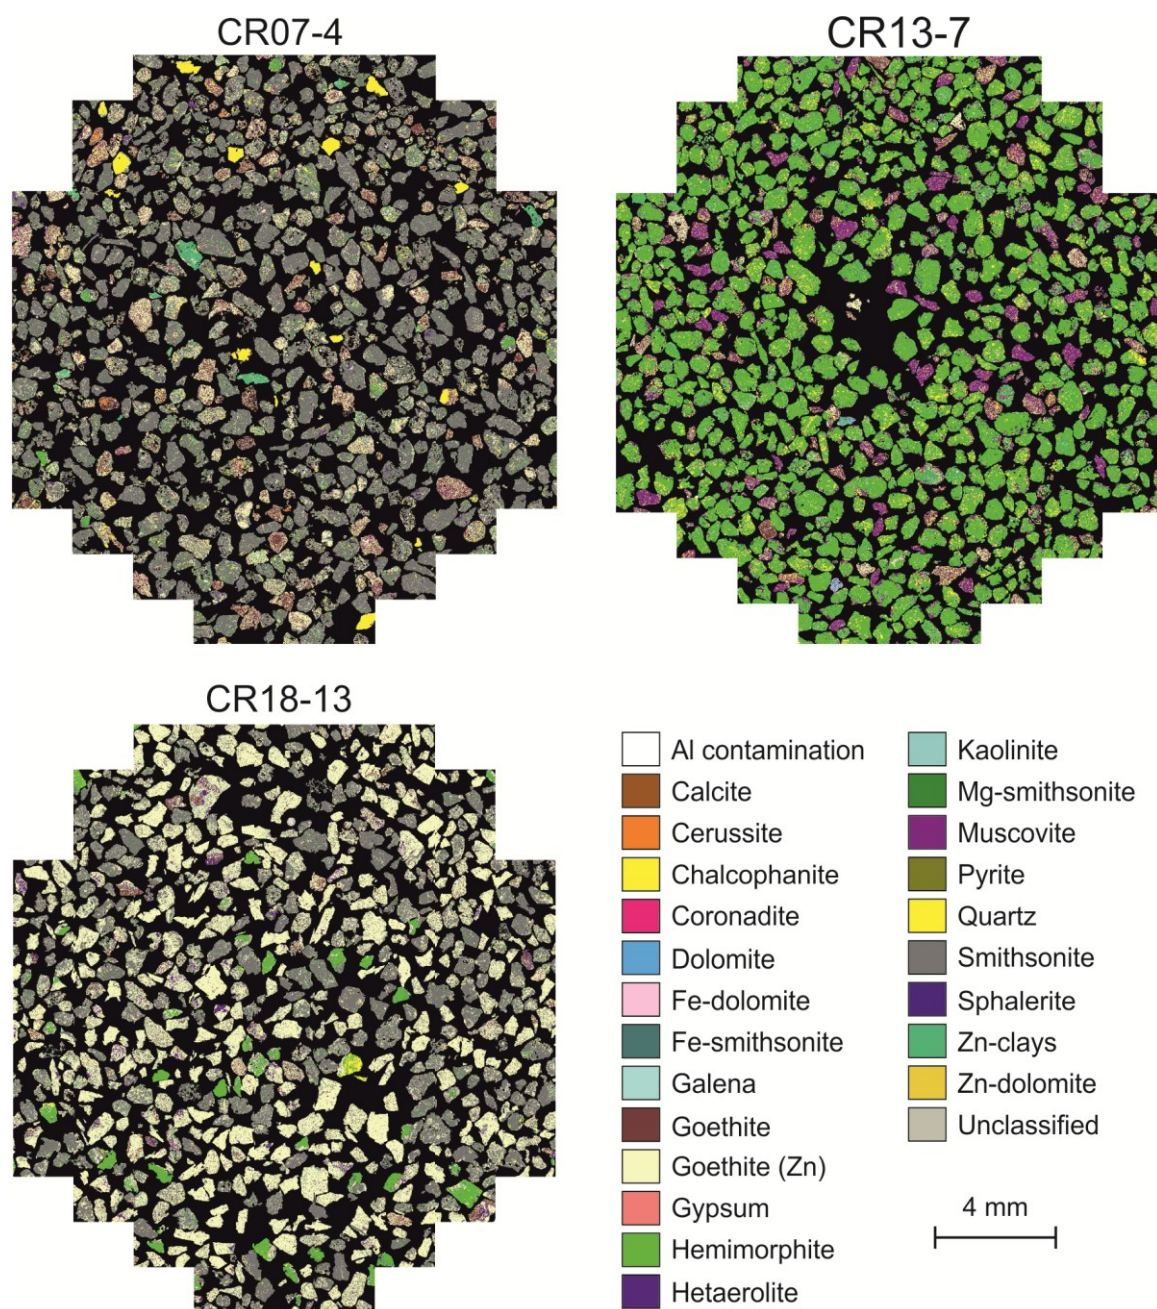 CR07-4
CR13-7
CR18-13
Al contamination
Calcite
Cerussite
Chalcophanite
Coronadite
Dolomite
Fe-dolomite
Fe-smithsonite
Galena
Goethite
Goethite (Zn)
Gypsum
Hemimorphite
Hetaerolite
Kaolinite
Mg-smithsonite
Muscovite
Pyrite
Quartz
Smithsonite
Sphalerite
Zn-clays
Zn-dolomite
Unclassified
4 mm